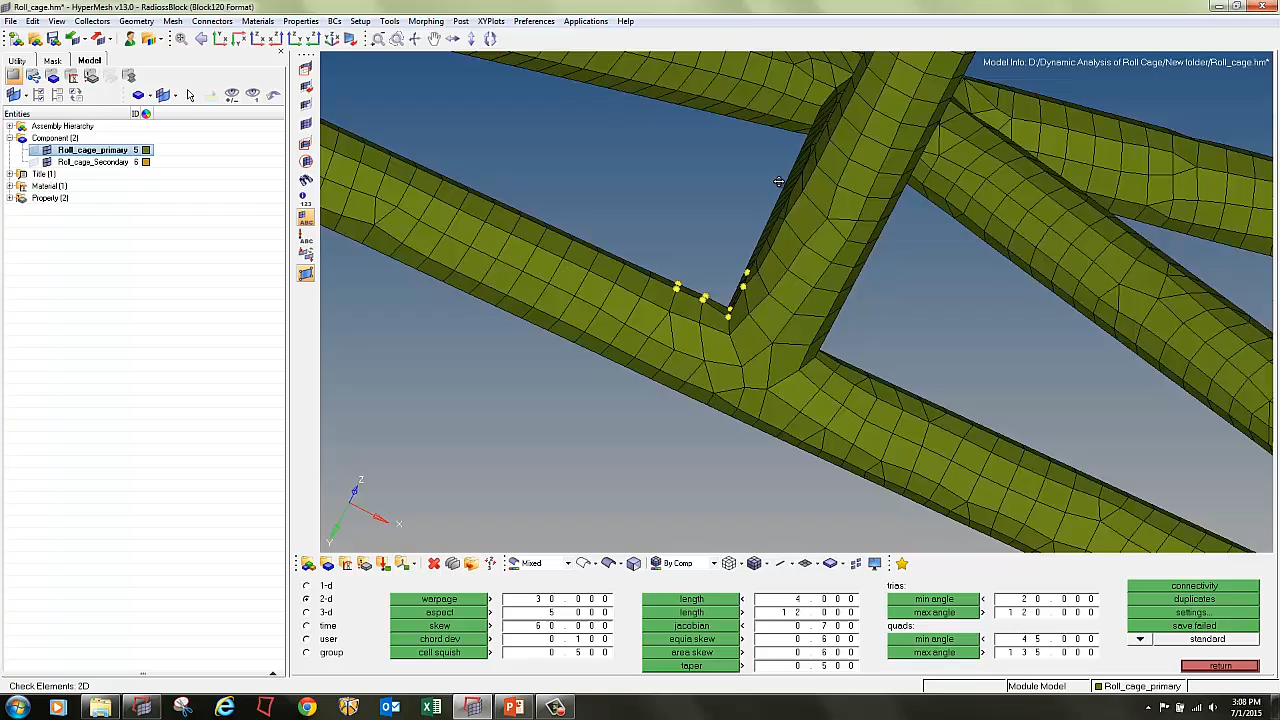 Roll_cage.hm* - HyperMesh v13.0 - RadiossBlock (Block120 Format)
File Edit View Collectors Geometry Mesh Connectors Materials Properties BCs Setup Tools Morphing Post XYPlots Preferences Applications Help
Utility Mask Model
Model Info: D:/Dynamic Analysis of Roll Cage/New folder/Roll_cage.hm*
Entities ID
Assembly Hierarchy
Component [2]
Roll_cage_primary 5
Roll_cage_Secondary 6
Title (1)
Material (1)
Property (2)
123
ABC
ABC
Z
X
Y
Mixed By Comp
1-d
2-d
3-d
time
user
group
warpage > 30.000
aspect > 5.000
skew > 60.000
chord dev > 0.100
cell squish > 0.500
length < 4.000
length > 12.000
jacobian < 0.700
equia skew > 0.600
area skew > 0.600
taper > 0.500
trias:
min angle < 20.000
max angle > 120.000
quads:
min angle < 45.000
max angle > 135.000
connectivity
duplicates
settings...
save failed
standard
return
Check Elements: 2D
Module Model Roll_cage_primary
3:08 PM
7/1/2015